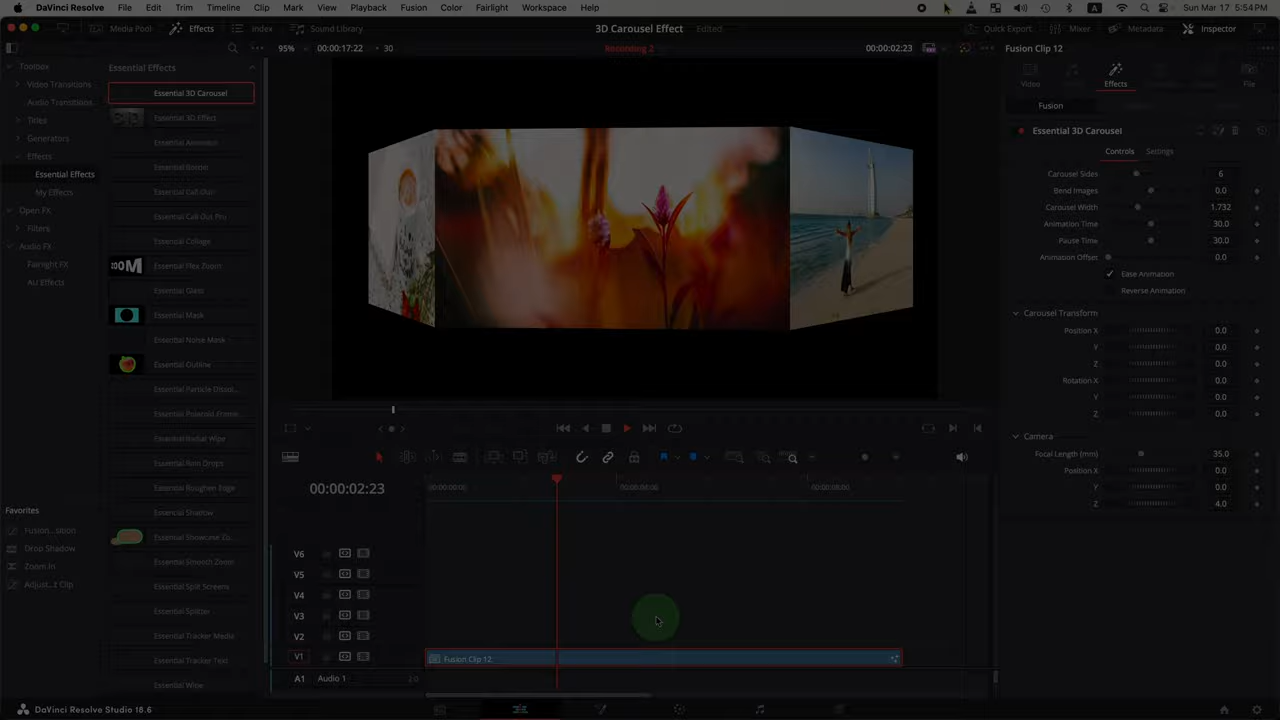 DaVinci Resolve File Edit Trim Timeline Clip Mark View Playback Fusion Color Fairlight Workspace Help Sun Mar 17 5:54 PM
Media Pool Effects Index Sound Library 3D Carousel Effect Edited Quick Export Mixer Metadata Inspector
95% 00:00:17:22 30 Recording 2 00:00:02:23 Fusion Clip 12
Toolbox
Video Transitions
Audio Transitions
Titles
Generators
Effects
Essential Effects
My Effects
Open FX
Filters
Audio FX
Fairlight FX
AU Effects
Favorites
Fusion...sition
Drop Shadow
Zoom In
Adjust...t Clip
Essential Effects
Essential 3D Carousel
Essential 3D Effect
Essential Animator
Essential Call Out
Essential Call Out Pro
Essential Collage
Essential Hex Zoom
ZOOM
Essential Glass
Essential Mask
Essential Noise Mask
Essential Outline
Essential Particle Dissol...
Essential Polaroid Frame...
Essential Radial Wipe
Essential Rain Drops
Essential Roughen Edge
Essential Shadow
Essential Showcase Zo...
Essential Smooth Zoom
Essential Split Screens
Essential Splitter
Essential Tracker Media
Essential Tracker Text
Essential Wipe
Video Effects File
Fusion
Essential 3D Carousel
Controls Settings
Carousel Sides 6
Bend Images 0.0
Carousel Width 1.732
Animation Time 30.0
Pause Time 30.0
Animation Offset 0.0
Ease Animation
Reverse Animation
Carousel Transform
Position X 0.0
Y 0.0
Z 0.0
Rotation X 0.0
Y 0.0
Z 0.0
Camera
Focal Length (mm) 35.0
Position X 0.0
Y 0.0
Z 4.0
00:00:02:23 00:00:00:00 00:00:04:00 00:00:08:00
V6
V5
V4
V3
V2
V1 Fusion Clip 12
A1 Audio 1 2.0
DaVinci Resolve Studio 18.6